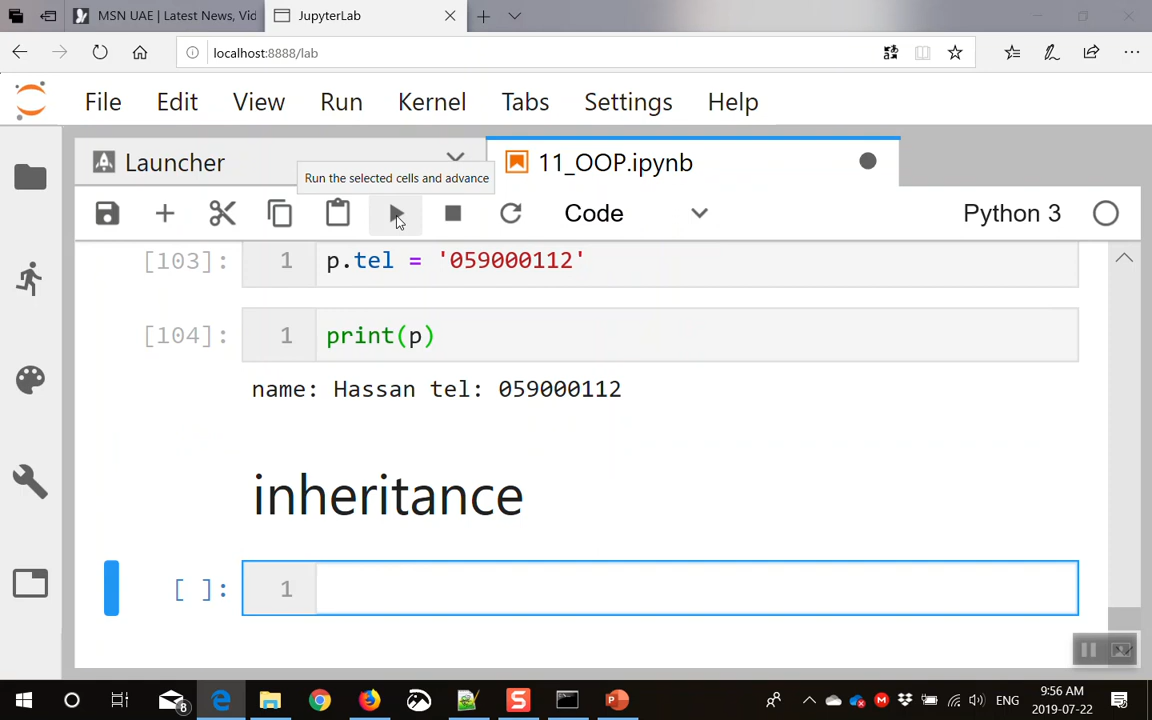 MSN UAE | Latest News, Vid
JupyterLab
localhost:8888/lab
File Edit View Run Kernel Tabs Settings Help
Launcher
11_OOP.ipynb
Run the selected cells and advance
Code
Python 3
[103]: 1 p.tel = '059000112'
[104]: 1 print(p)
name: Hassan tel: 059000112
inheritance
[ ]: 1
8
ENG
9:56 AM
2019-07-22